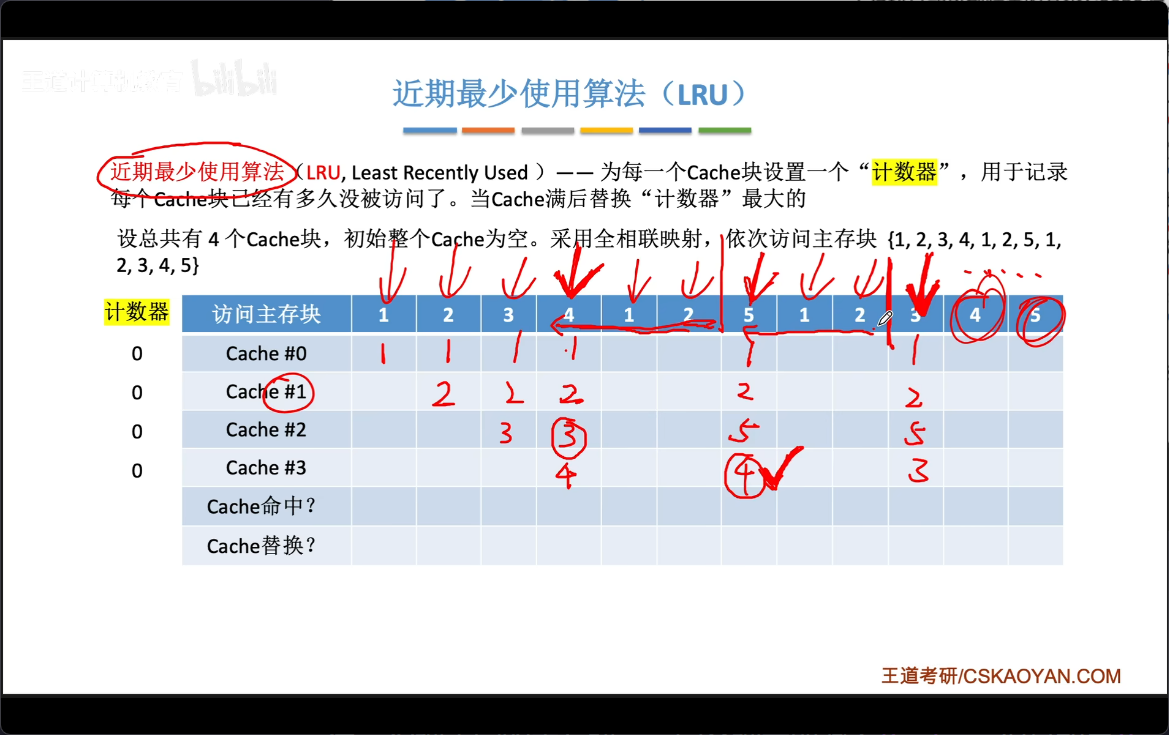 bilibili
近期最少使用算法（LRU）
近期最少使用算法（LRU, Least Recently Used ）—— 为每一个Cache块设置一个“计数器”，用于记录
每个Cache块已经有多久没被访问了。当Cache满后替换“计数器”最大的
设总共有 4 个Cache块，初始整个Cache为空。采用全相联映射，依次访问主存块 {1, 2, 3, 4, 1, 2, 5, 1,
2, 3, 4, 5}
计数器 访问主存块 1 2 3 4 1 2 5 1 2 3 4 5
0 Cache #0 1 1 1 1 1 1
0 Cache #1 2 2 2 2 2
0 Cache #2 3 3 5 5
0 Cache #3 4 4 3
Cache命中？
Cache替换？
王道考研/CSKAOYAN.COM